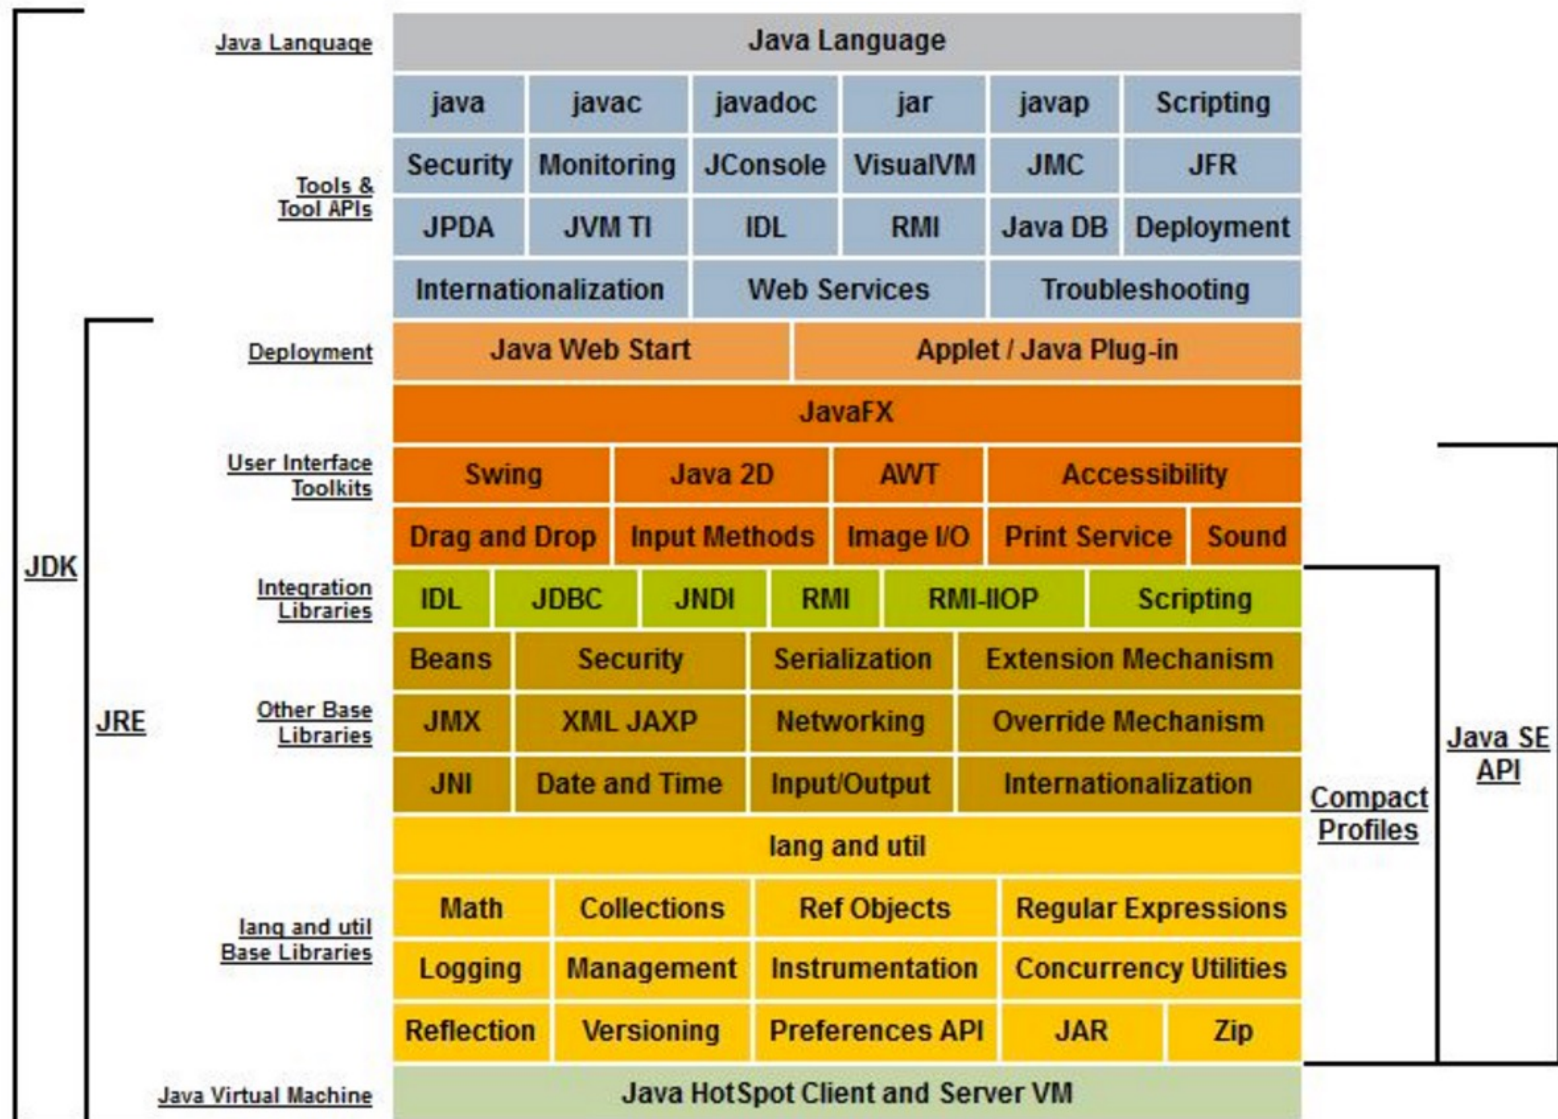 Java Language
Java Language
java javac javadoc jar javap Scripting
Tools &
Tool APIs
Security Monitoring JConsole VisualVM JMC JFR
JPDA JVM TI IDL RMI Java DB Deployment
Internationalization Web Services Troubleshooting
Deployment
Java Web Start Applet / Java Plug-in
JavaFX
User Interface
Toolkits
Swing Java 2D AWT Accessibility
Drag and Drop Input Methods Image I/O Print Service Sound
JDK
Integration
Libraries
IDL JDBC JNDI RMI RMI-IIOP Scripting
Beans Security Serialization Extension Mechanism
JRE
Other Base
Libraries
JMX XML JAXP Networking Override Mechanism
Java SE
API
JNI Date and Time Input/Output Internationalization
Compact
Profiles
lang and util
lang and util
Base Libraries
Math Collections Ref Objects Regular Expressions
Logging Management Instrumentation Concurrency Utilities
Reflection Versioning Preferences API JAR Zip
Java Virtual Machine
Java HotSpot Client and Server VM